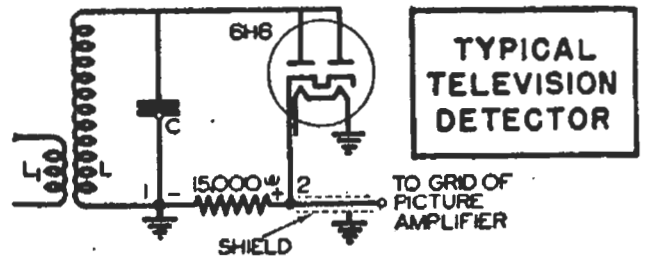 6H6
TYPICAL
TELEVISION
DETECTOR
C
L1
L
1
-
15,000 ω
+
2
TO GRID OF
PICTURE
AMPLIFIER
SHIELD